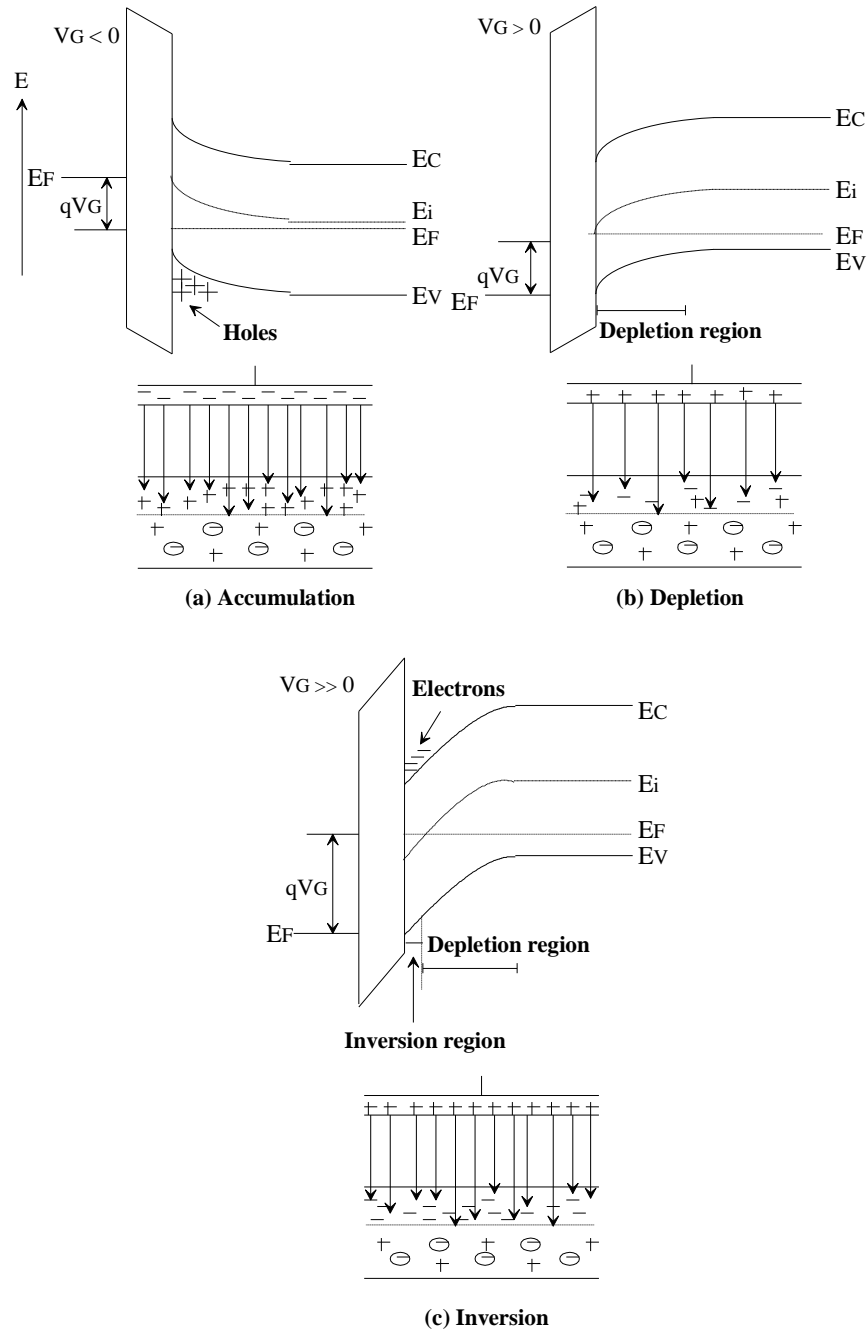 VG < 0
E
EC
EF
qVG
Ei
EF
EV
Holes
(a) Accumulation
VG > 0
EC
Ei
EF
EV
qVG
EF
Depletion region
(b) Depletion
VG >> 0
Electrons
EC
Ei
EF
EV
qVG
EF
Depletion region
Inversion region
(c) Inversion